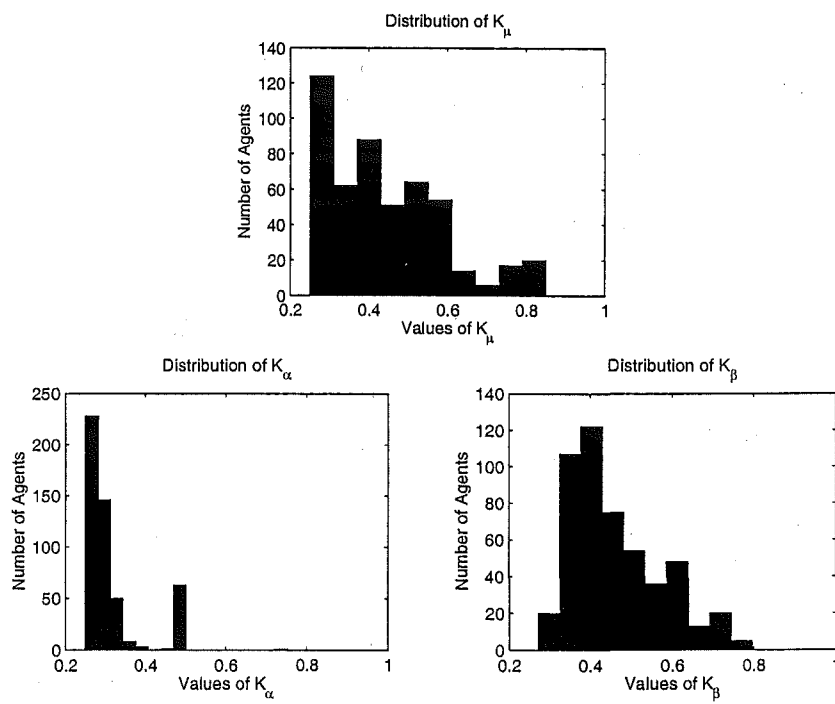 Distribution of K_μ
140
120
100
80
60
40
20
0
Number of Agents
0.2 0.4 0.6 0.8 1
Values of K_μ
Distribution of K_α
250
200
150
100
50
0
Number of Agents
0.2 0.4 0.6 0.8 1
Values of K_α
Distribution of K_β
140
120
100
80
60
40
20
0
Number of Agents
0.2 0.4 0.6 0.8 1
Values of K_β